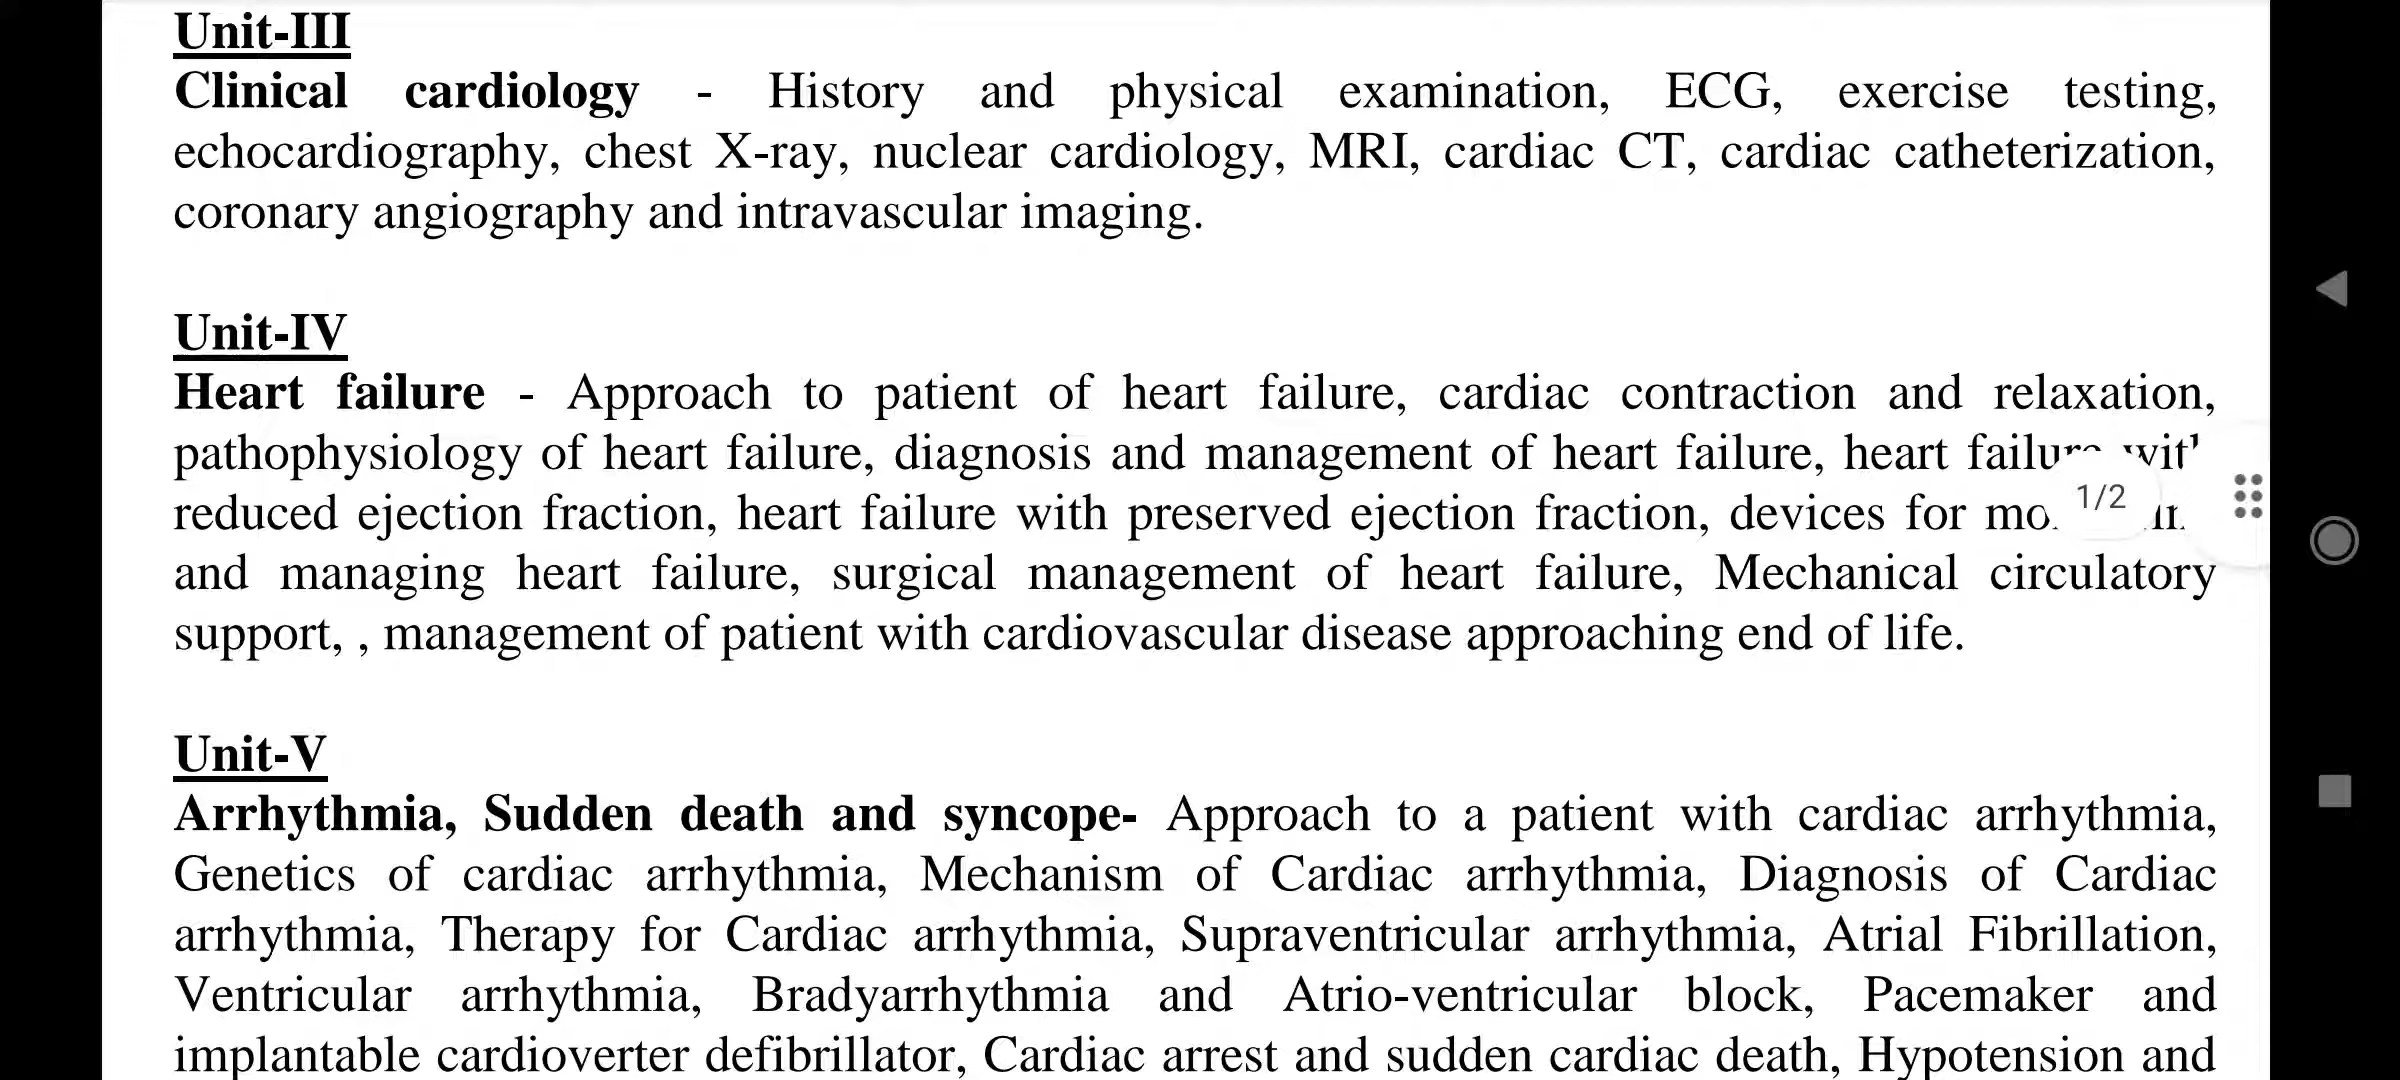 Unit-III
Clinical cardiology - History and physical examination, ECG, exercise testing,
echocardiography, chest X-ray, nuclear cardiology, MRI, cardiac CT, cardiac catheterization,
coronary angiography and intravascular imaging.
Unit-IV
Heart failure - Approach to patient of heart failure, cardiac contraction and relaxation,
pathophysiology of heart failure, diagnosis and management of heart failure, heart failure with
reduced ejection fraction, heart failure with preserved ejection fraction, devices for
1/2
and managing heart failure, surgical management of heart failure, Mechanical circulatory
support, , management of patient with cardiovascular disease approaching end of life.
Unit-V
Arrhythmia, Sudden death and syncope- Approach to a patient with cardiac arrhythmia,
Genetics of cardiac arrhythmia, Mechanism of Cardiac arrhythmia, Diagnosis of Cardiac
arrhythmia, Therapy for Cardiac arrhythmia, Supraventricular arrhythmia, Atrial Fibrillation,
Ventricular arrhythmia, Bradyarrhythmia and Atrio-ventricular block, Pacemaker and
implantable cardioverter defibrillator, Cardiac arrest and sudden cardiac death, Hypotension and